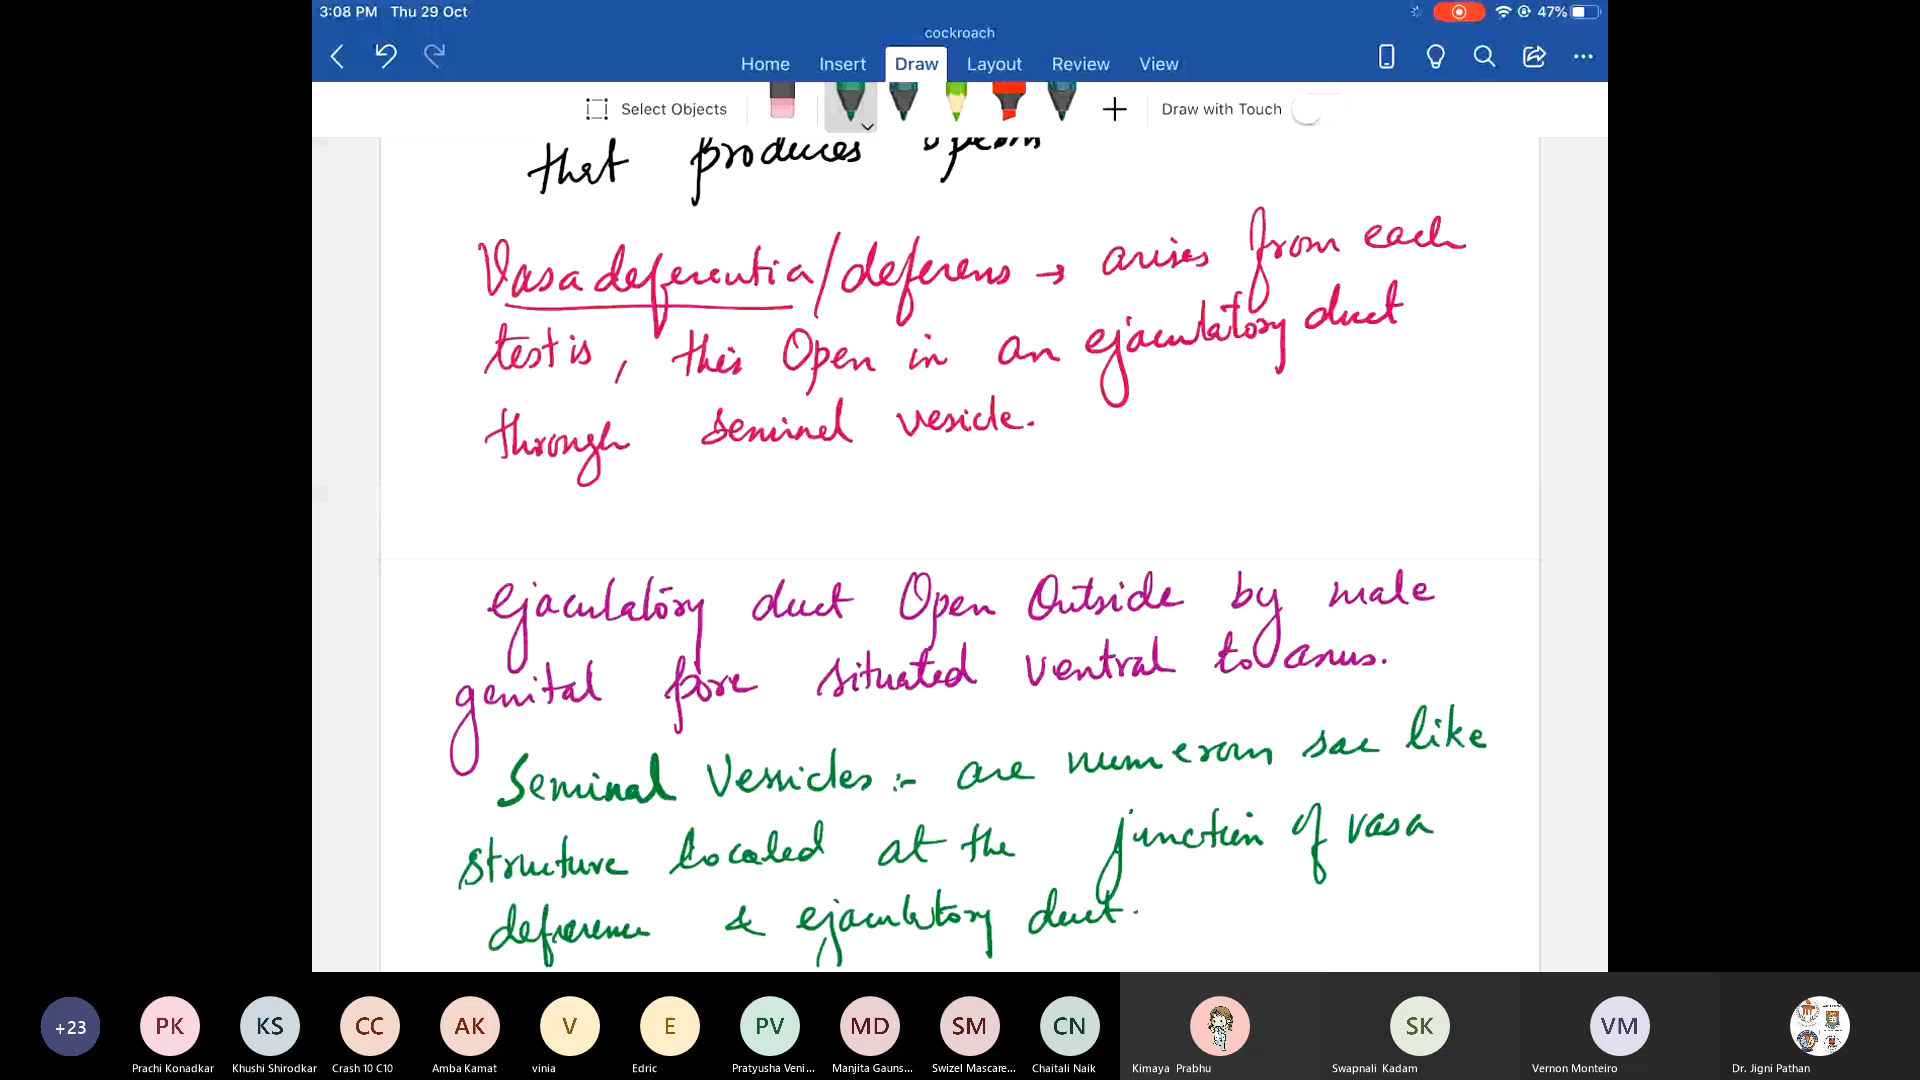 3:08 PM Thu 29 Oct
47%
cockroach
Home Insert Draw Layout Review View
Select Objects
Draw with Touch
that produces sperm
Vasa deferentia/deferens → arises from each
testis, this Open in an ejaculatory duct
through seminal vesicle.
ejaculatory duct Open Outside by male
genital pore situated ventral to anus.
Seminal Vessicles :- are numerous sac like
structure located at the junction of vasa
deference & ejaculatory duct.
+23 PK KS CC AK V E PV MD SM CN SK VM
Prachi Konadkar Khushi Shirodkar Crash 10 C10 Amba Kamat vinia Edric Pratyusha Veni... Manjita Gauns... Swizel Mascare... Chaitali Naik Kimaya Prabhu Swapnali Kadam Vernon Monteiro Dr. Jigni Pathan